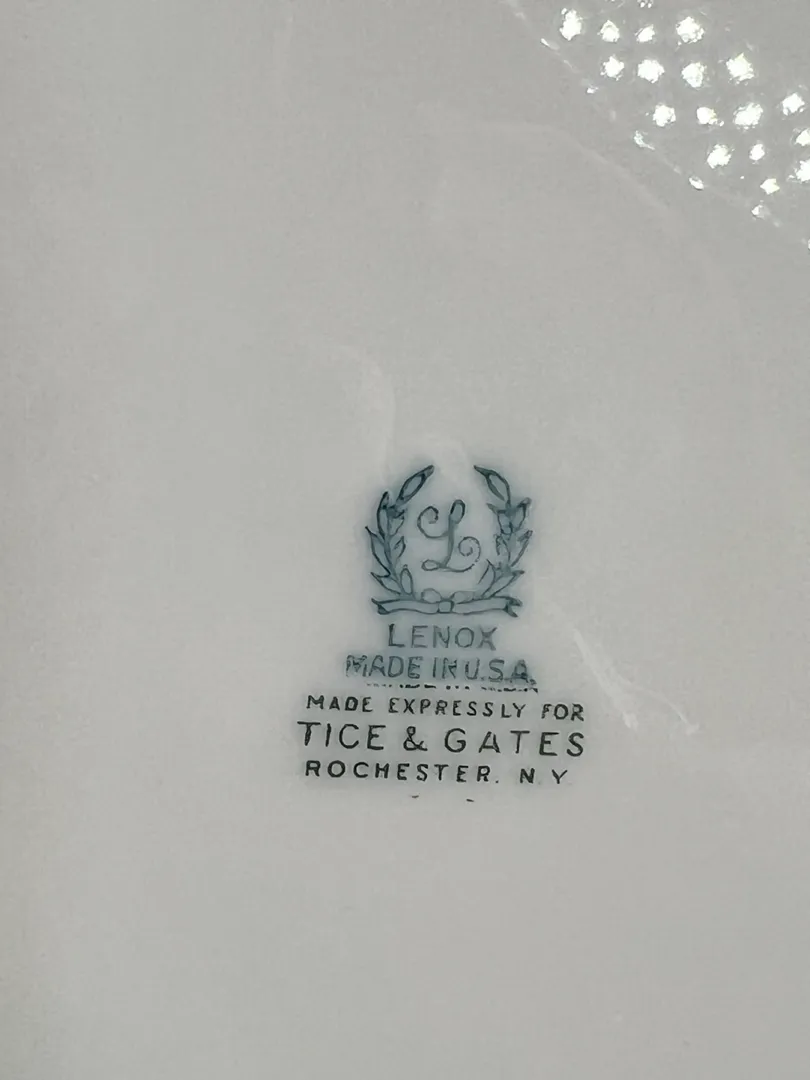 L
LENOX
MADE IN U.S.A.
MADE EXPRESSLY FOR
TICE & GATES
ROCHESTER. N Y